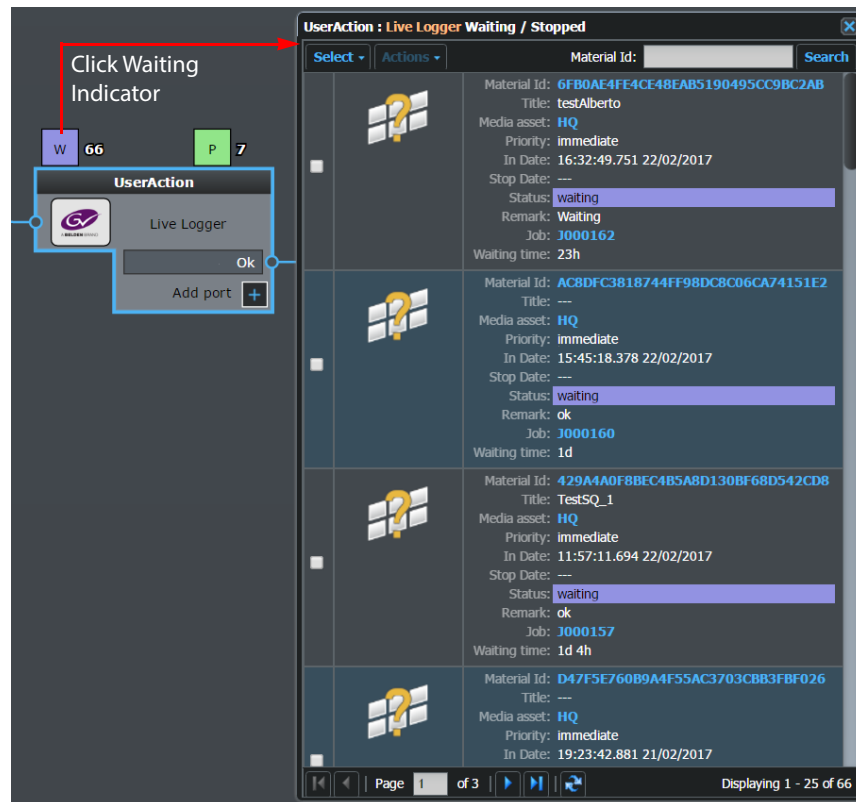 Click Waiting
Indicator
W 66
P 7
UserAction
GV
A BELDEN BRAND
Live Logger
Ok
Add port +
UserAction : Live Logger Waiting / Stopped
Select Actions Material Id: Search
Material Id: 6FB0AE4FE4CE48EAB5190495CC9BC2AB
Title: testAlberto
Media asset: HQ
Priority: immediate
In Date: 16:32:49.751 22/02/2017
Stop Date: ---
Status: waiting
Remark: Waiting
Job: J000162
Waiting time: 23h
Material Id: AC8DFC3818744FF98DC8C06CA74151E2
Title: ---
Media asset: HQ
Priority: immediate
In Date: 15:45:18.378 22/02/2017
Stop Date: ---
Status: waiting
Remark: ok
Job: J000160
Waiting time: 1d
Material Id: 429A4A0F8BEC4B5A8D130BF68D542CD8
Title: TestSQ_1
Media asset: HQ
Priority: immediate
In Date: 11:57:11.694 22/02/2017
Stop Date: ---
Status: waiting
Remark: ok
Job: J000157
Waiting time: 1d 4h
Material Id: D47F5E760B9A4F55AC3703CBB3FBF026
Title: ---
Media asset: HQ
Priority: immediate
In Date: 19:23:42.881 21/02/2017
Page 1 of 3 Displaying 1 - 25 of 66